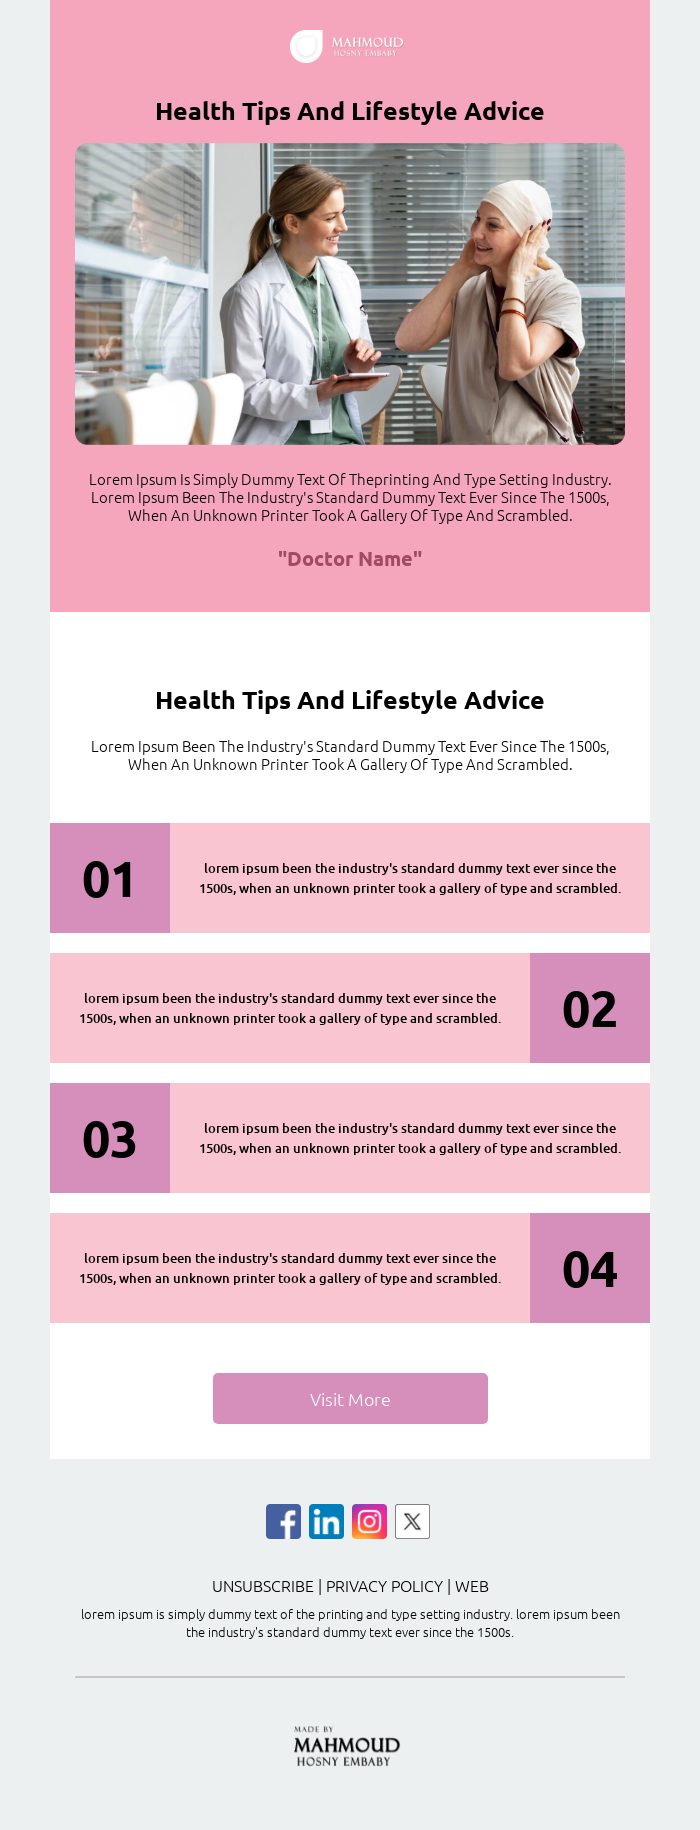 MAHMOUD
HOSNY EMBABY
Health Tips And Lifestyle Advice
Lorem Ipsum Is Simply Dummy Text Of Theprinting And Type Setting Industry.
Lorem Ipsum Been The Industry's Standard Dummy Text Ever Since The 1500s,
When An Unknown Printer Took A Gallery Of Type And Scrambled.
"Doctor Name"
Health Tips And Lifestyle Advice
Lorem Ipsum Been The Industry's Standard Dummy Text Ever Since The 1500s,
When An Unknown Printer Took A Gallery Of Type And Scrambled.
01
lorem ipsum been the industry's standard dummy text ever since the
1500s, when an unknown printer took a gallery of type and scrambled.
lorem ipsum been the industry's standard dummy text ever since the
1500s, when an unknown printer took a gallery of type and scrambled.
02
03
lorem ipsum been the industry's standard dummy text ever since the
1500s, when an unknown printer took a gallery of type and scrambled.
lorem ipsum been the industry's standard dummy text ever since the
1500s, when an unknown printer took a gallery of type and scrambled.
04
Visit More
UNSUBSCRIBE | PRIVACY POLICY | WEB
lorem ipsum is simply dummy text of the printing and type setting industry. lorem ipsum been
the industry's standard dummy text ever since the 1500s.
MADE BY
MAHMOUD
HOSNY EMBABY